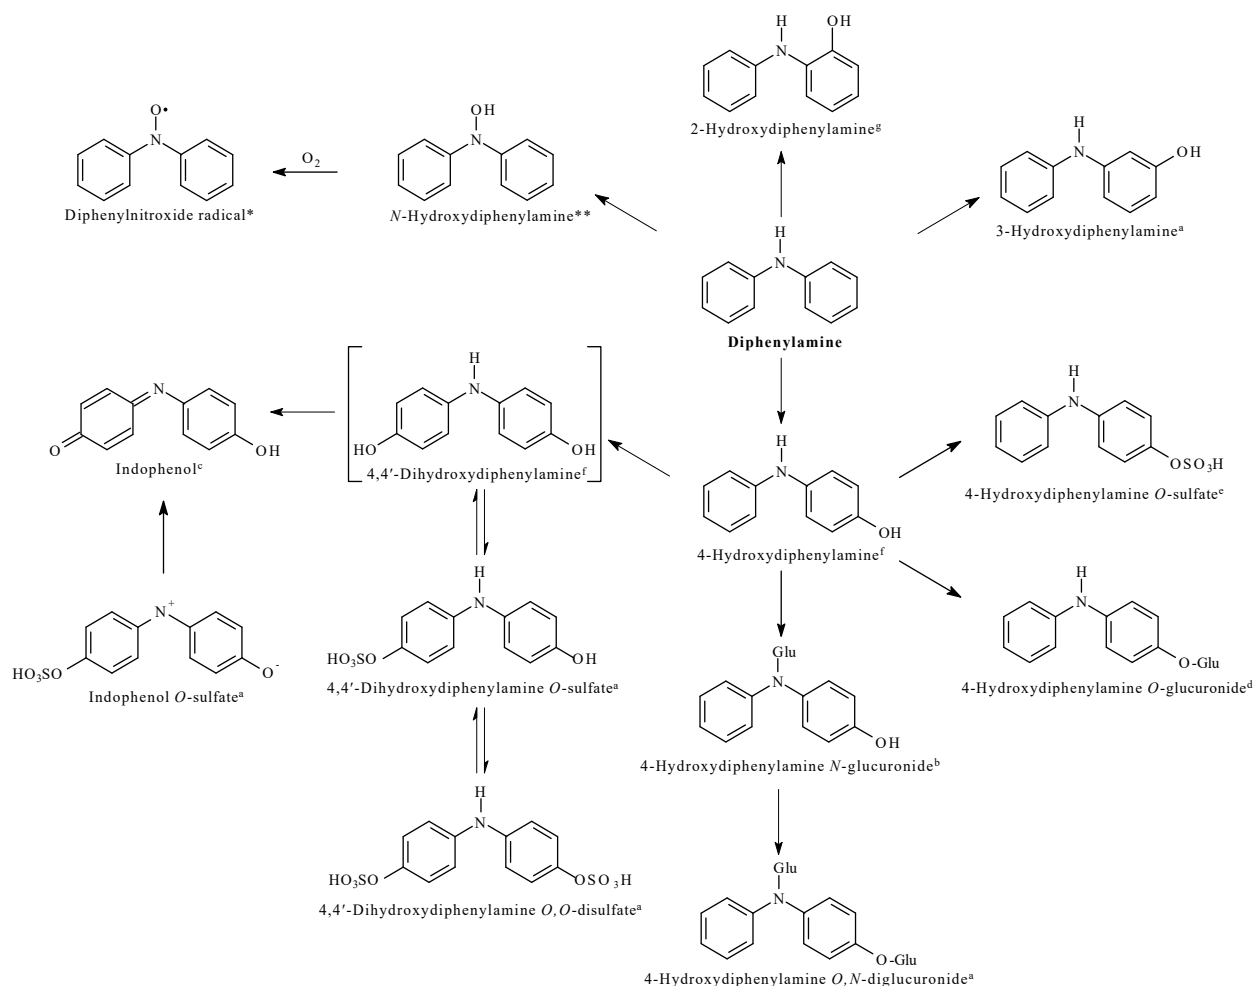 H
OH
N
2-Hydroxydiphenylamineᵍ
O•
N
Diphenylnitroxide radical*
O₂
OH
N
N-Hydroxydiphenylamine**
H
N
OH
3-Hydroxydiphenylamineᵃ
H
N
Diphenylamine
N
O
OH
Indophenolᶜ
H
N
HO
OH
4,4′-Dihydroxydiphenylamineᶠ
H
N
OH
4-Hydroxydiphenylamineᶠ
H
N
OSO₃H
4-Hydroxydiphenylamine O-sulfateᵉ
N⁺
HO₃SO
O⁻
Indophenol O-sulfateᵃ
H
N
HO₃SO
OH
4,4′-Dihydroxydiphenylamine O-sulfateᵃ
H
N
O-Glu
4-Hydroxydiphenylamine O-glucuronideᵈ
Glu
N
OH
4-Hydroxydiphenylamine N-glucuronideᵇ
H
N
HO₃SO
OSO₃H
4,4′-Dihydroxydiphenylamine O,O-disulfateᵃ
Glu
N
O-Glu
4-Hydroxydiphenylamine O,N-diglucuronideᵃ